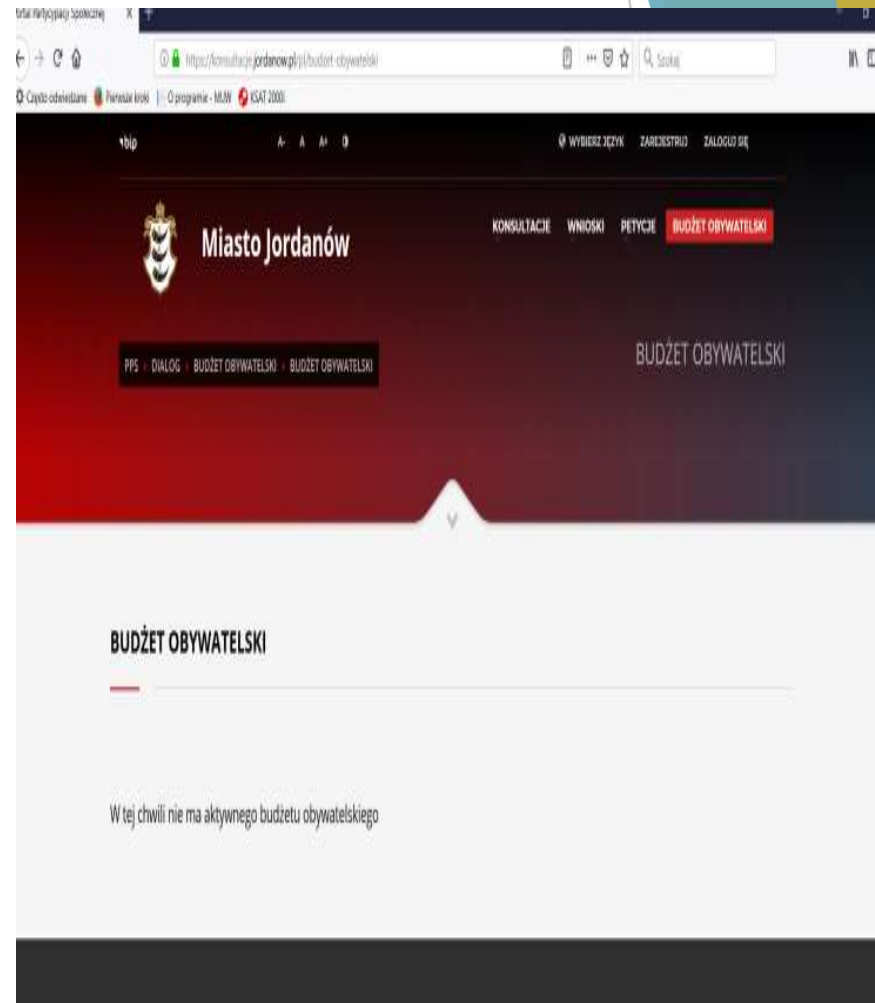 Portal Partycypacji Społecznej X +
https://konsultacje.jordanow.pl/pl/budzet-obywatelski
Szukaj
Często odwiedzane Pierwsze kroki O programie - MUW KSAT 2000i
bip A- A A+ WYBIERZ JĘZYK ZAREJESTRUJ ZALOGUJ SIĘ
Miasto Jordanów
KONSULTACJE WNIOSKI PETYCJE BUDŻET OBYWATELSKI
PPS DIALOG BUDŻET OBYWATELSKI BUDŻET OBYWATELSKI
BUDŻET OBYWATELSKI
BUDŻET OBYWATELSKI
W tej chwili nie ma aktywnego budżetu obywatelskiego